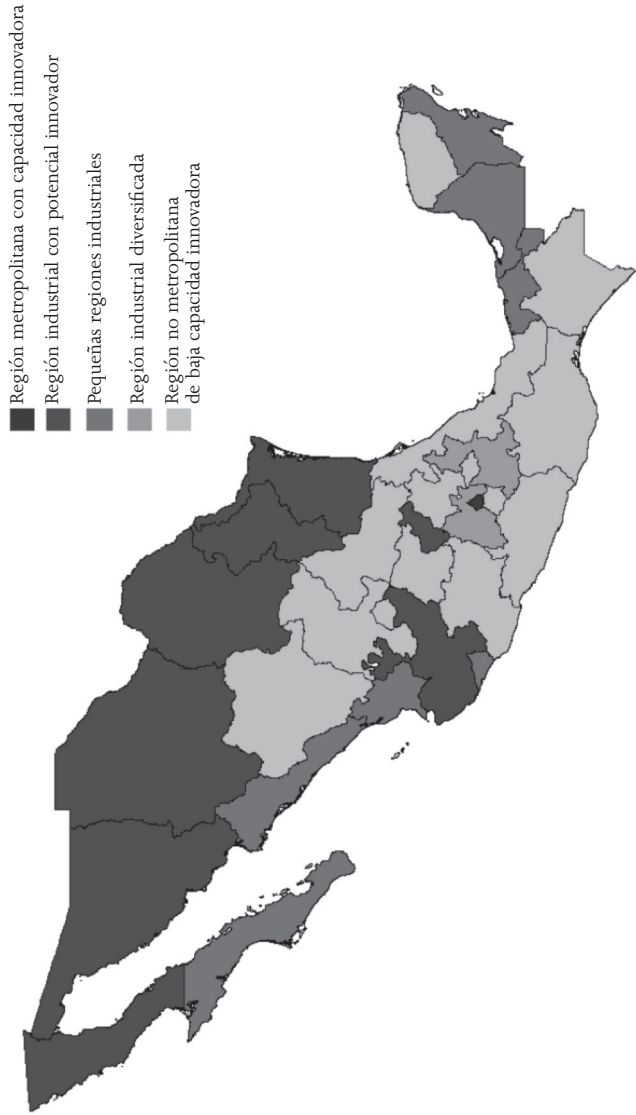 Región metropolitana con capacidad innovadora
Región industrial con potencial innovador
Pequeñas regiones industriales
Región industrial diversificada
Región no metropolitana
de baja capacidad innovadora